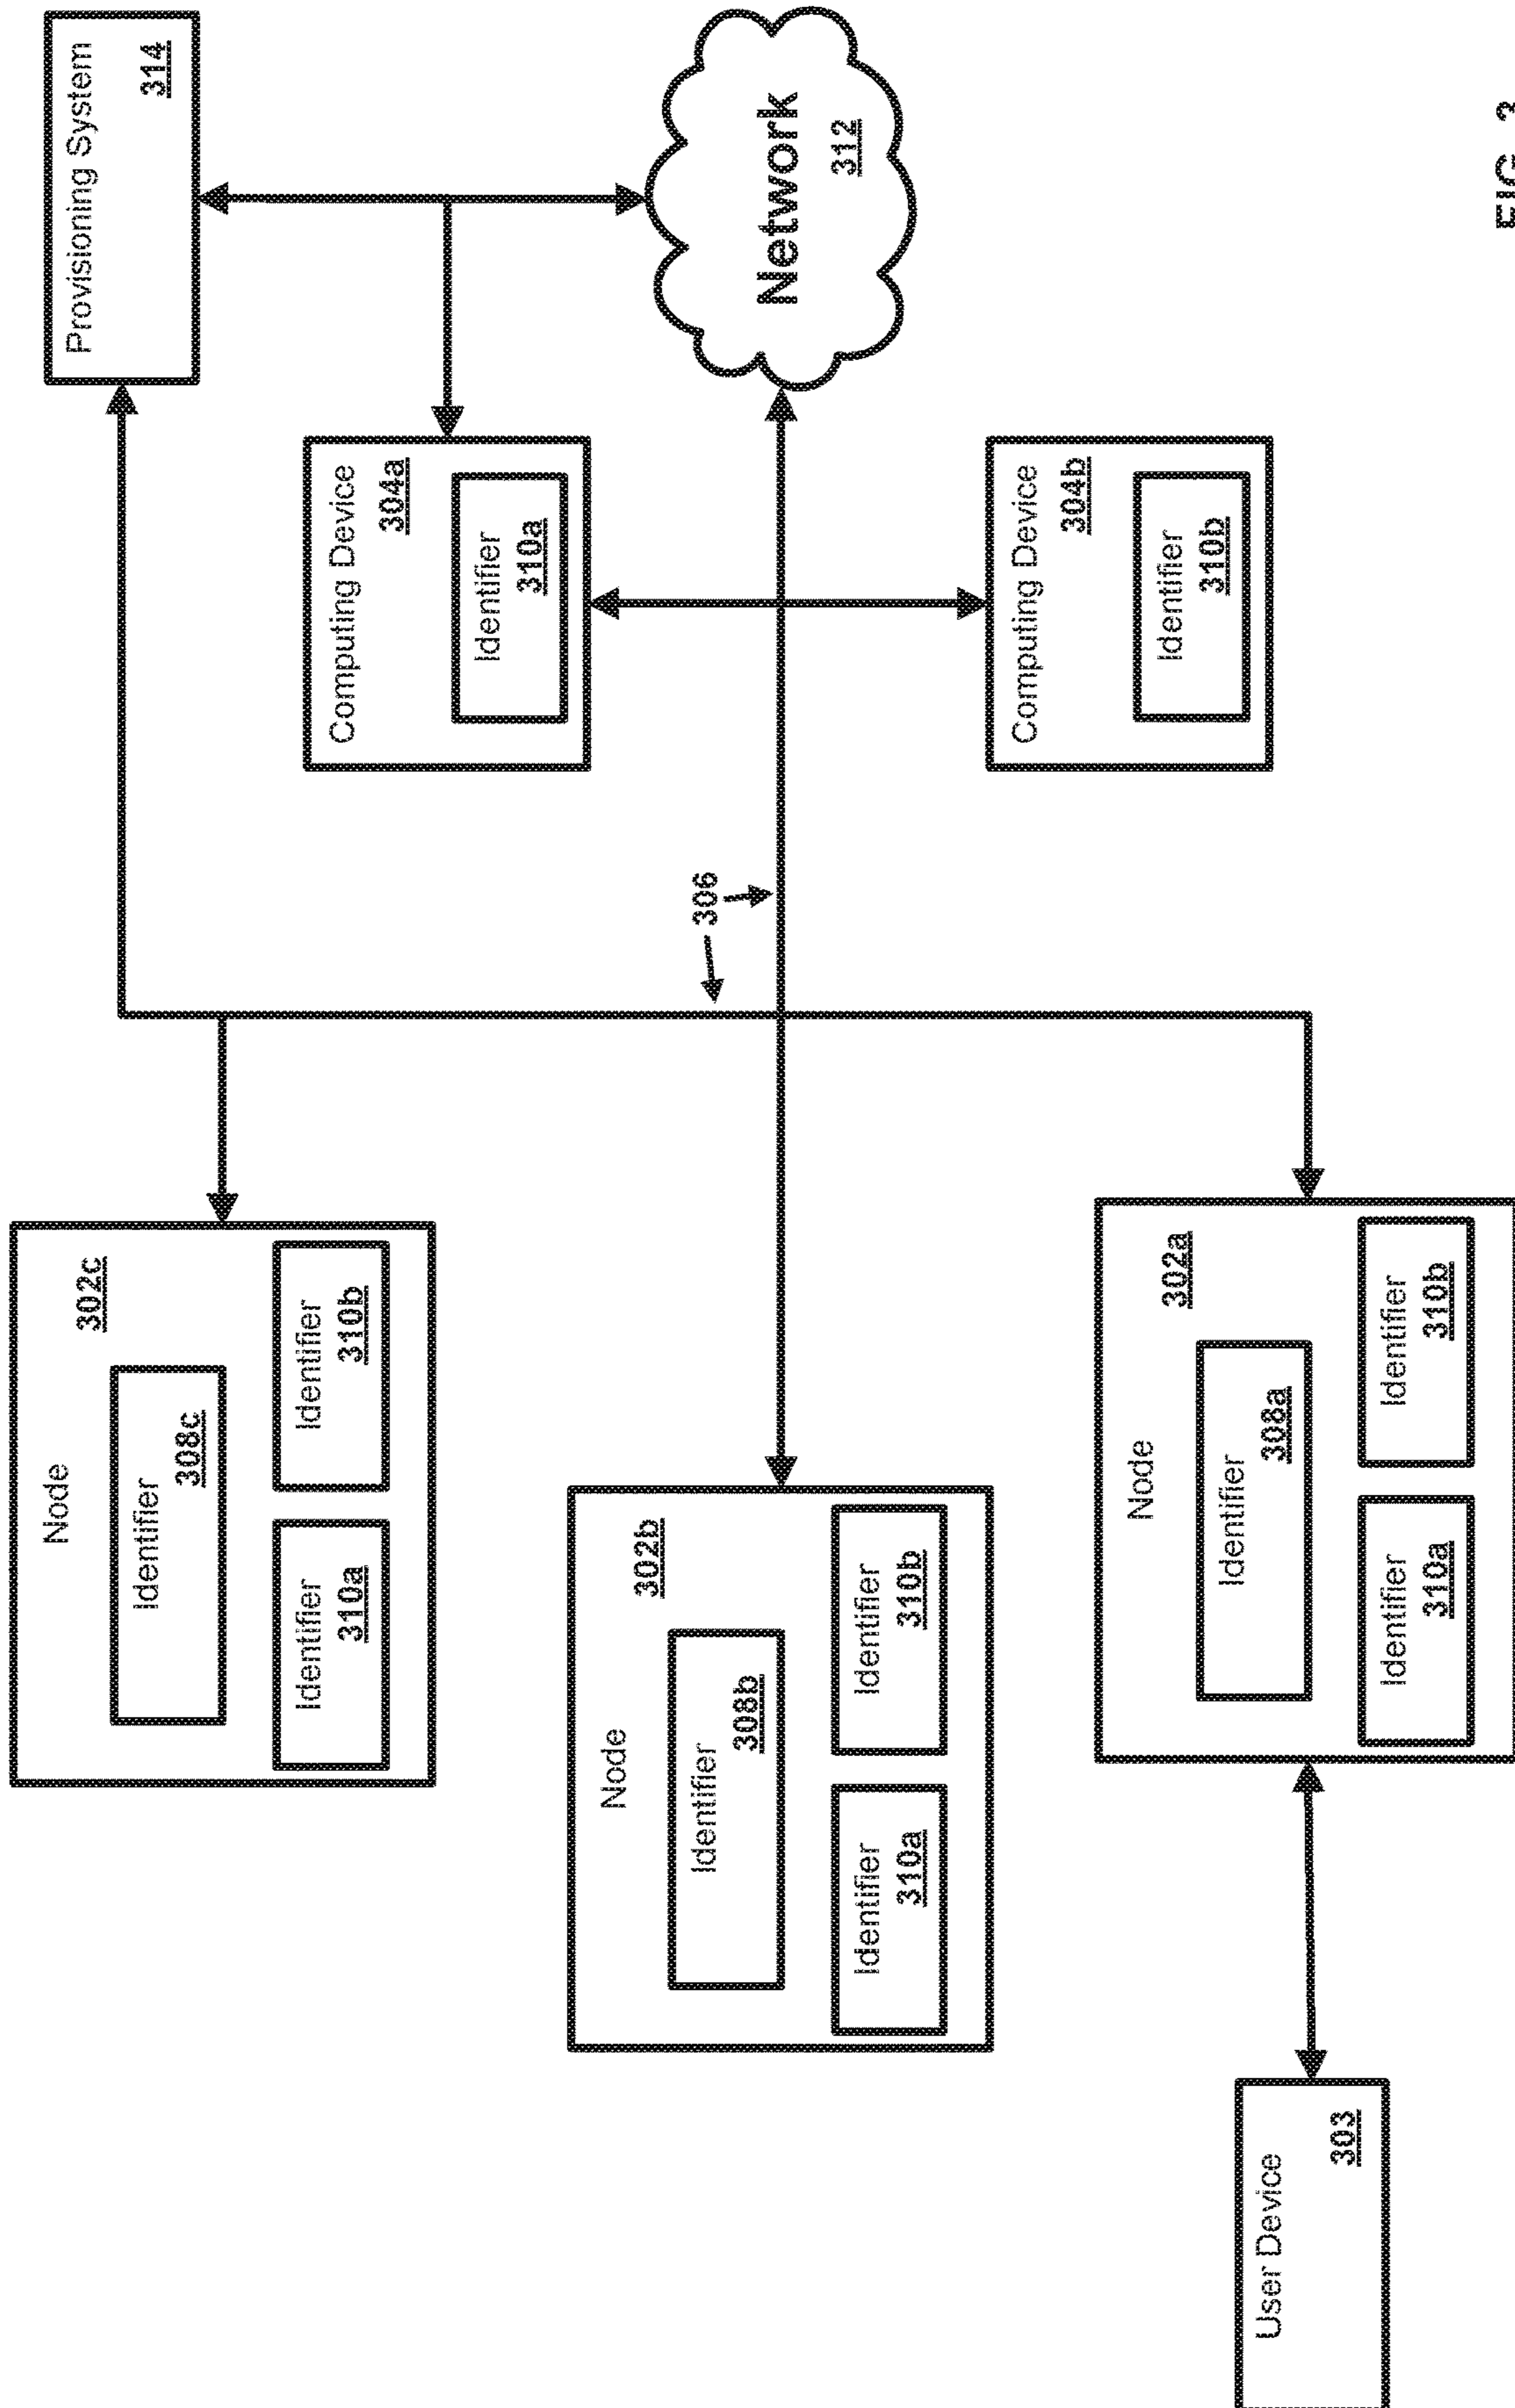 Node
302c
Identifier
308c
Identifier
310a
Identifier
310b
Provisioning System
314
Computing Device
304a
Identifier
310a
Node
302b
Identifier
308b
Identifier
310a
Identifier
310b
306
Network
312
Computing Device
304b
Identifier
310b
Node
302a
Identifier
308a
Identifier
310a
Identifier
310b
User Device
303
FIG. 3